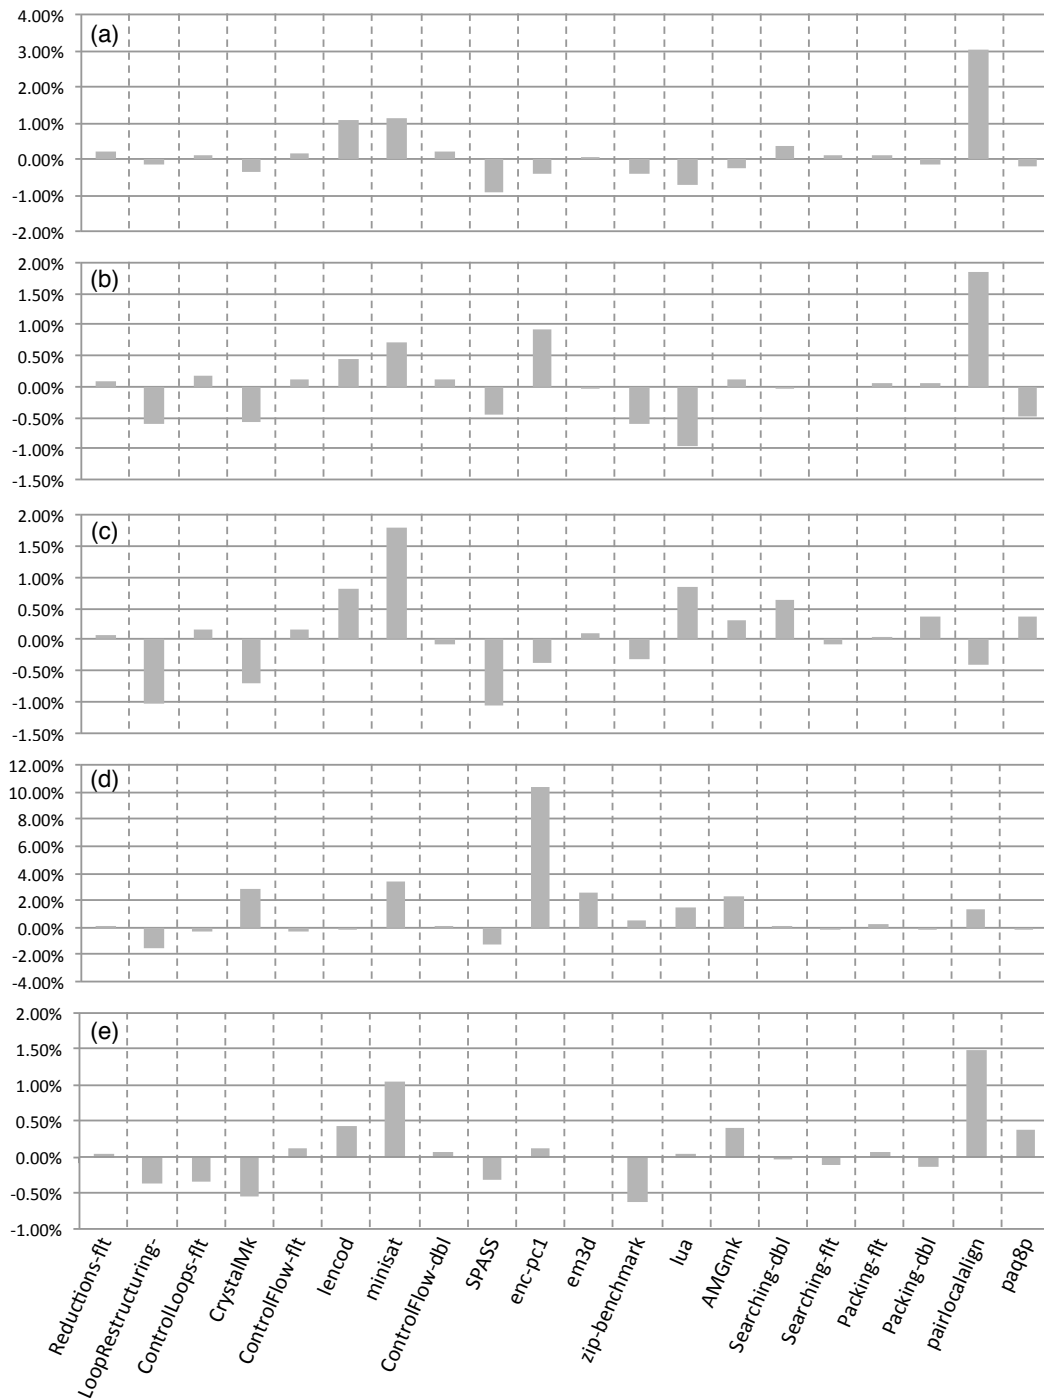 (a)
4.00%
3.00%
2.00%
1.00%
0.00%
-1.00%
-2.00%
(b)
2.00%
1.50%
1.00%
0.50%
0.00%
-0.50%
-1.00%
-1.50%
(c)
2.00%
1.50%
1.00%
0.50%
0.00%
-0.50%
-1.00%
-1.50%
(d)
12.00%
10.00%
8.00%
6.00%
4.00%
2.00%
0.00%
-2.00%
-4.00%
(e)
2.00%
1.50%
1.00%
0.50%
0.00%
-0.50%
-1.00%
Reductions-flt
LoopRestructuring-
ControlLoops-flt
CrystalMk
ControlFlow-flt
lencod
minisat
ControlFlow-dbl
SPASS
enc-pc1
em3d
zip-benchmark
lua
AMGmk
Searching-dbl
Searching-flt
Packing-flt
Packing-dbl
pairlocalalign
paq8p